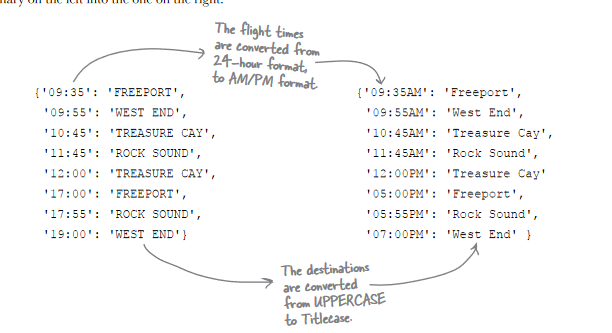 nary on the left into the one on the right.
The flight times
are converted from
24-hour format,
to AM/PM format.
{'09:35': 'FREEPORT',
'09:55': 'WEST END',
'10:45': 'TREASURE CAY',
'11:45': 'ROCK SOUND',
'12:00': 'TREASURE CAY',
'17:00': 'FREEPORT',
'17:55': 'ROCK SOUND',
'19:00': 'WEST END'}
{'09:35AM': 'Freeport',
'09:55AM': 'West End',
'10:45AM': 'Treasure Cay',
'11:45AM': 'Rock Sound',
'12:00PM': 'Treasure Cay'
'05:00PM': 'Freeport',
'05:55PM': 'Rock Sound',
'07:00PM': 'West End' }
The destinations
are converted
from UPPERCASE
to Titlecase.